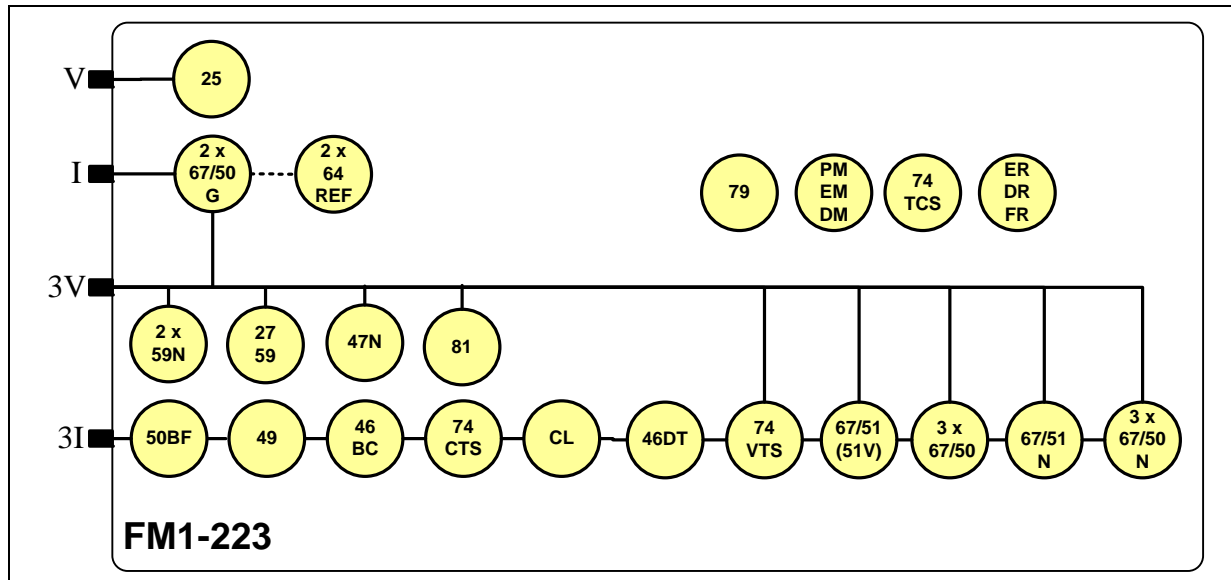 V
25
I
2 x
67/50
G
2 x
64
REF
79
PM
EM
DM
74
TCS
ER
DR
FR
3V
2 x
59N
27
59
47N
81
3I
50BF
49
46
BC
74
CTS
CL
46DT
74
VTS
67/51
(51V)
3 x
67/50
67/51
N
3 x
67/50
N
FM1-223